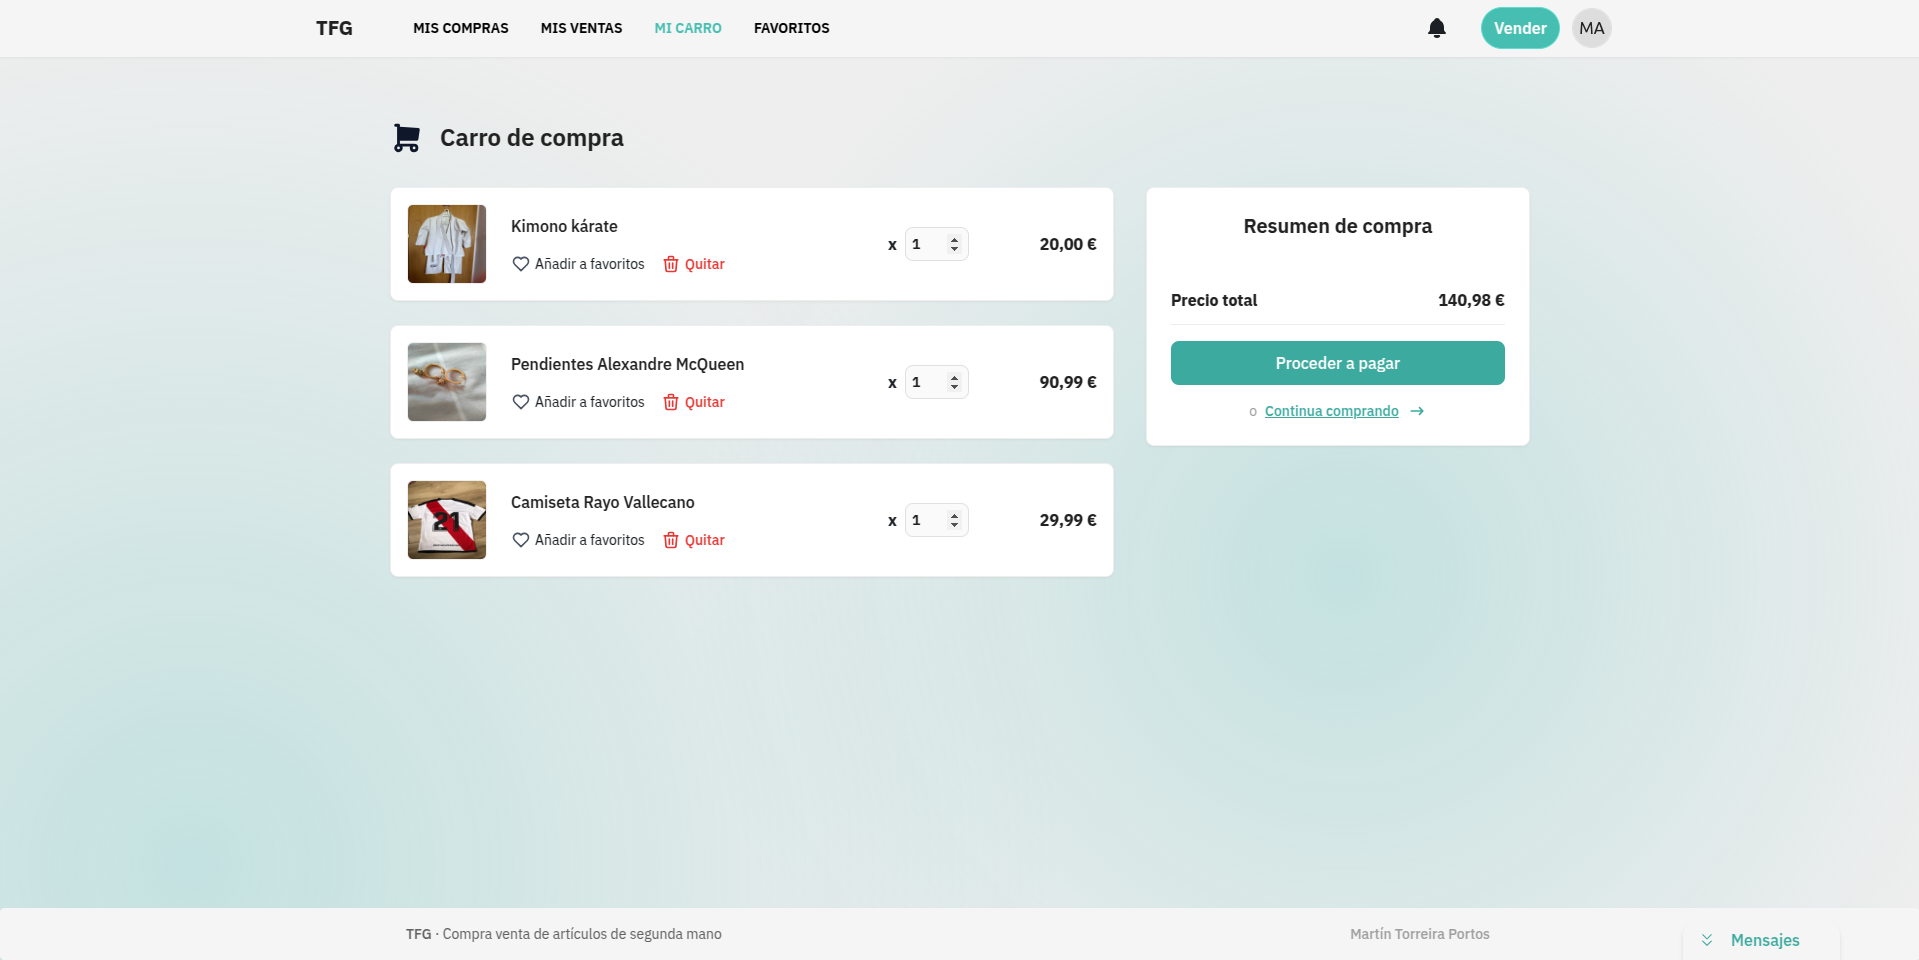 TFG MIS COMPRAS MIS VENTAS MI CARRO FAVORITOS Vender MA
Carro de compra
Kimono kárate
Añadir a favoritos Quitar
x 1 20,00 €
Pendientes Alexandre McQueen
Añadir a favoritos Quitar
x 1 90,99 €
Camiseta Rayo Vallecano
Añadir a favoritos Quitar
x 1 29,99 €
21
Resumen de compra
Precio total 140,98 €
Proceder a pagar
o Continua comprando
TFG · Compra venta de artículos de segunda mano
Martín Torreira Portos
Mensajes